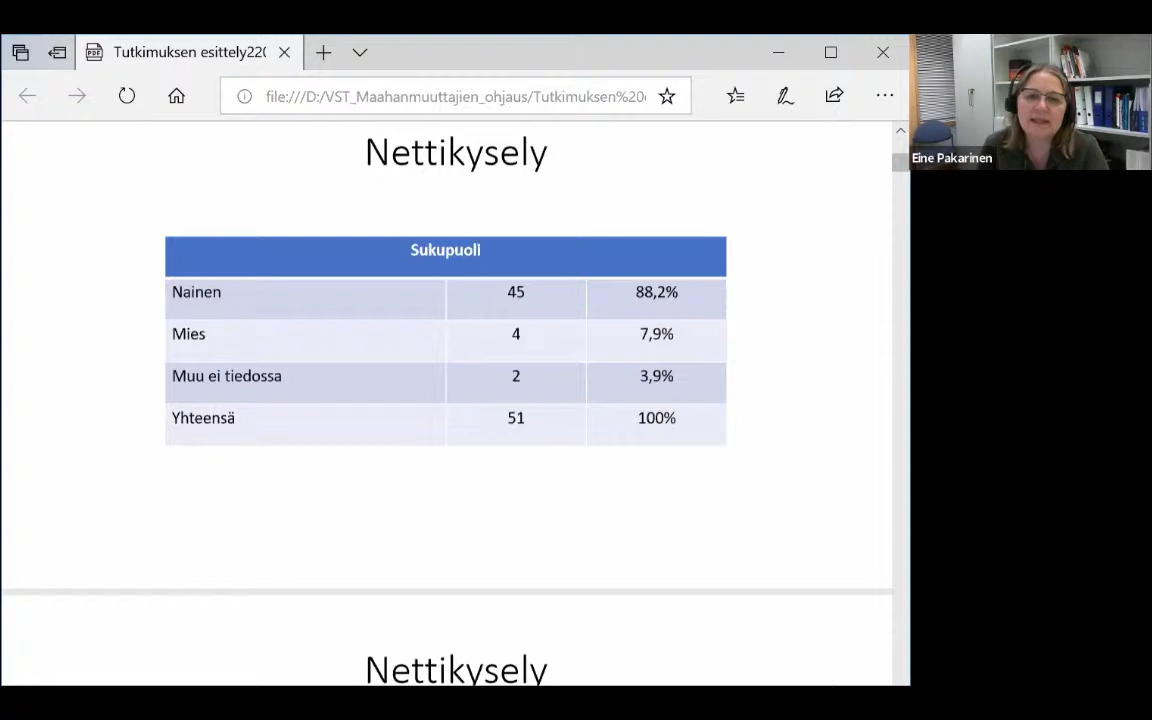 Tutkimuksen esittely220
file:///D:/VST_Maahanmuuttajien_ohjaus/Tutkimuksen%20
Eine Pakarinen
Nettikysely
Sukupuoli
Nainen 45 88,2%
Mies 4 7,9%
Muu ei tiedossa 2 3,9%
Yhteensä 51 100%
Nettikysely